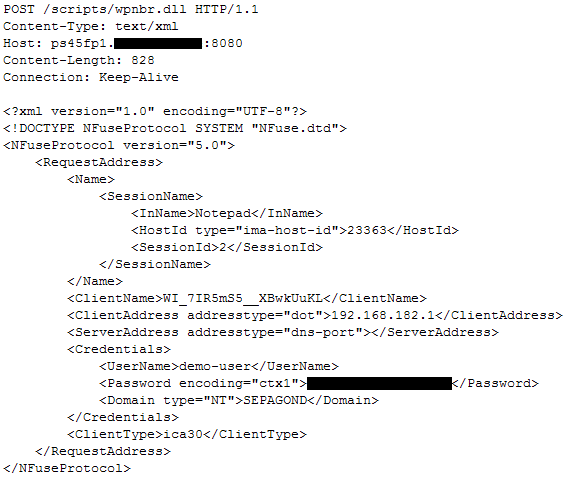 POST /scripts/wpnbr.dll HTTP/1.1
Content-Type: text/xml
Host: ps45fp1. :8080
Content-Length: 828
Connection: Keep-Alive
<?xml version="1.0" encoding="UTF-8"?>
<!DOCTYPE NFuseProtocol SYSTEM "NFuse.dtd">
<NFuseProtocol version="5.0">
<RequestAddress>
<Name>
<SessionName>
<InName>Notepad</InName>
<HostId type="ima-host-id">23363</HostId>
<SessionId>2</SessionId>
</SessionName>
</Name>
<ClientName>WI_7IR5mS5__XBwkUuKL</ClientName>
<ClientAddress addresstype="dot">192.168.182.1</ClientAddress>
<ServerAddress addresstype="dns-port"></ServerAddress>
<Credentials>
<UserName>demo-user</UserName>
<Password encoding="ctx1"> </Password>
<Domain type="NT">SEPAGOND</Domain>
</Credentials>
<ClientType>ica30</ClientType>
</RequestAddress>
</NFuseProtocol>